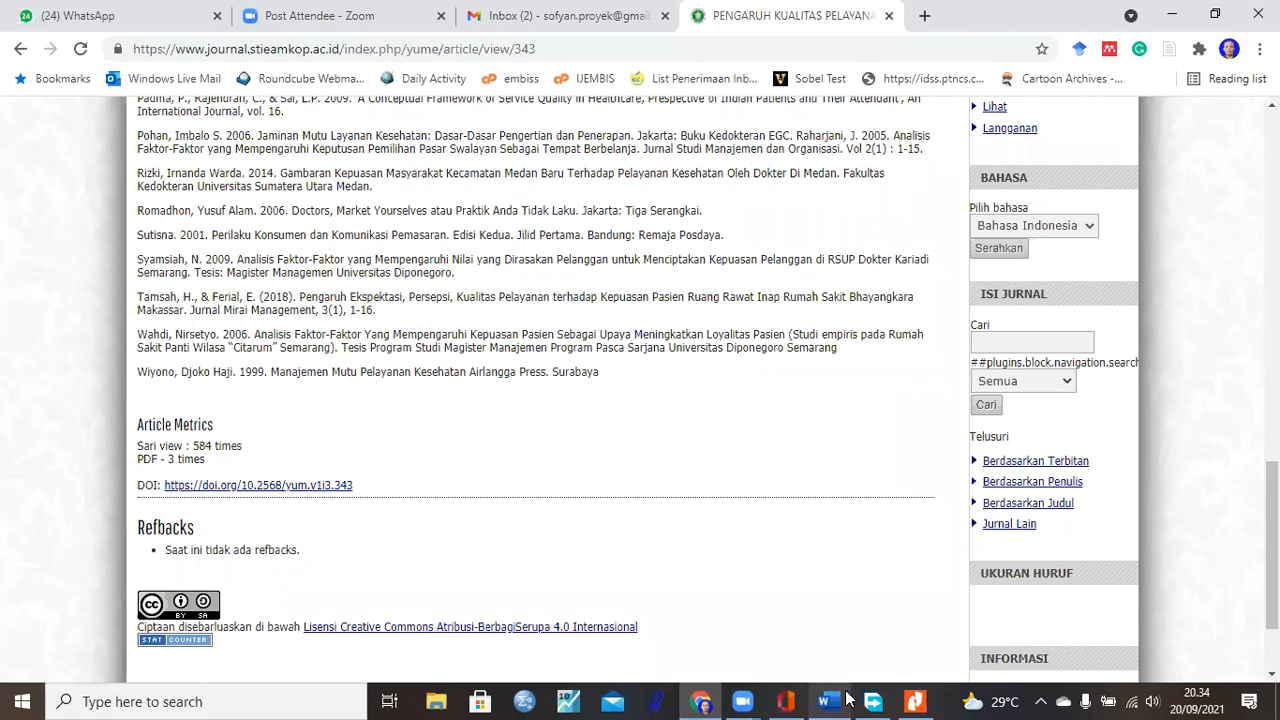 (24) WhatsApp
Post Attendee - Zoom
Inbox (2) - sofyan.proyek@gmail
PENGARUH KUALITAS PELAYANA
https://www.journal.stieamkop.ac.id/index.php/yume/article/view/343
Bookmarks
Windows Live Mail
Roundcube Webma...
Daily Activity
embiss
IJEMBIS
List Penerimaan Inb...
Sobel Test
https://idss.ptncs.c...
Cartoon Archives -...
Reading list
Padma, P., Rajendran, C., & Sai, L.P. 2009. "A Conceptual Framework of Service Quality in Healthcare, Prespective of Indian Patients and Their Attendant", An
International Journal, vol. 16.
Pohan, Imbalo S. 2006. Jaminan Mutu Layanan Kesehatan: Dasar-Dasar Pengertian dan Penerapan. Jakarta: Buku Kedokteran EGC. Raharjani, J. 2005. Analisis
Faktor-Faktor yang Mempengaruhi Keputusan Pemilihan Pasar Swalayan Sebagai Tempat Berbelanja. Jurnal Studi Manajemen dan Organisasi. Vol 2(1) : 1-15.
Rizki, Irnanda Warda. 2014. Gambaran Kepuasan Masyarakat Kecamatan Medan Baru Terhadap Pelayanan Kesehatan Oleh Dokter Di Medan. Fakultas
Kedokteran Universitas Sumatera Utara Medan.
Romadhon, Yusuf Alam. 2006. Doctors, Market Yourselves atau Praktik Anda Tidak Laku. Jakarta: Tiga Serangkai.
Sutisna. 2001. Perilaku Konsumen dan Komunikasi Pemasaran. Edisi Kedua. Jilid Pertama. Bandung: Remaja Posdaya.
Syamsiah, N. 2009. Analisis Faktor-Faktor yang Mempengaruhi Nilai yang Dirasakan Pelanggan untuk Menciptakan Kepuasan Pelanggan di RSUP Dokter Kariadi
Semarang. Tesis: Magister Managemen Universitas Diponegoro.
Tamsah, H., & Ferial, E. (2018). Pengaruh Ekspektasi, Persepsi, Kualitas Pelayanan terhadap Kepuasan Pasien Ruang Rawat Inap Rumah Sakit Bhayangkara
Makassar. Jurnal Mirai Management, 3(1), 1-16.
Wahdi, Nirsetyo. 2006. Analisis Faktor-Faktor Yang Mempengaruhi Kepuasan Pasien Sebagai Upaya Meningkatkan Loyalitas Pasien (Studi empiris pada Rumah
Sakit Panti Wilasa “Citarum” Semarang). Tesis Program Studi Magister Manajemen Program Pasca Sarjana Universitas Diponegoro Semarang
Wiyono, Djoko Haji. 1999. Manajemen Mutu Pelayanan Kesehatan Airlangga Press. Surabaya
Article Metrics
Sari view : 584 times
PDF - 3 times
DOI: https://doi.org/10.2568/yum.v1i3.343
Refbacks
• Saat ini tidak ada refbacks.
cc
BY SA
Ciptaan disebarluaskan di bawah Lisensi Creative Commons Atribusi-BerbagiSerupa 4.0 Internasional
STAT COUNTER
Lihat
Langganan
BAHASA
Pilih bahasa
Bahasa Indonesia
Serahkan
ISI JURNAL
Cari
##plugins.block.navigation.search
Semua
Cari
Telusuri
Berdasarkan Terbitan
Berdasarkan Penulis
Berdasarkan Judul
Jurnal Lain
UKURAN HURUF
INFORMASI
Type here to search
29°C
20.34
20/09/2021